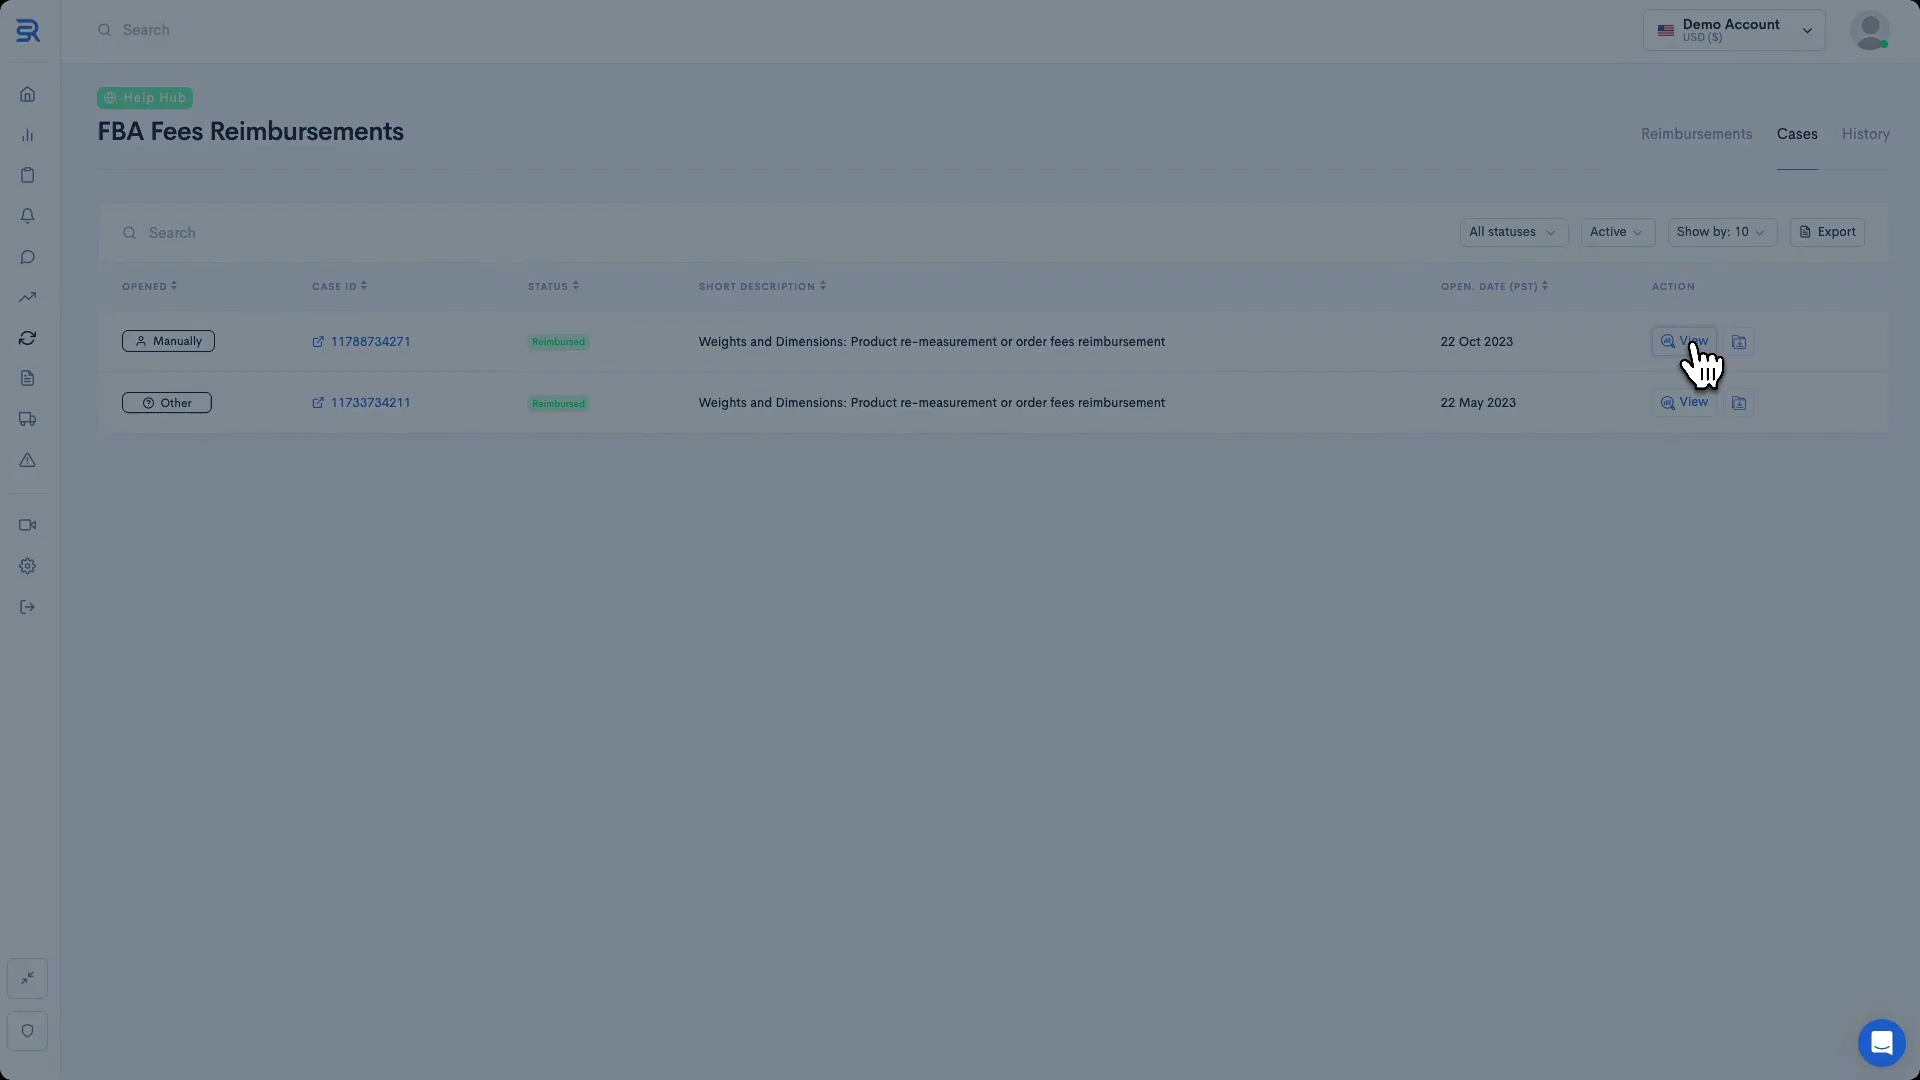 Search
Demo Account
USD ($)
Help Hub
FBA Fees Reimbursements
Reimbursements
Cases
History
Search
All statuses
Active
Show by: 10
Export
OPENED
CASE ID
STATUS
SHORT DESCRIPTION
OPEN. DATE (PST)
ACTION
Manually
11788734271
Reimbursed
Weights and Dimensions: Product re-measurement or order fees reimbursement
22 Oct 2023
View
Other
11733734211
Reimbursed
Weights and Dimensions: Product re-measurement or order fees reimbursement
22 May 2023
View